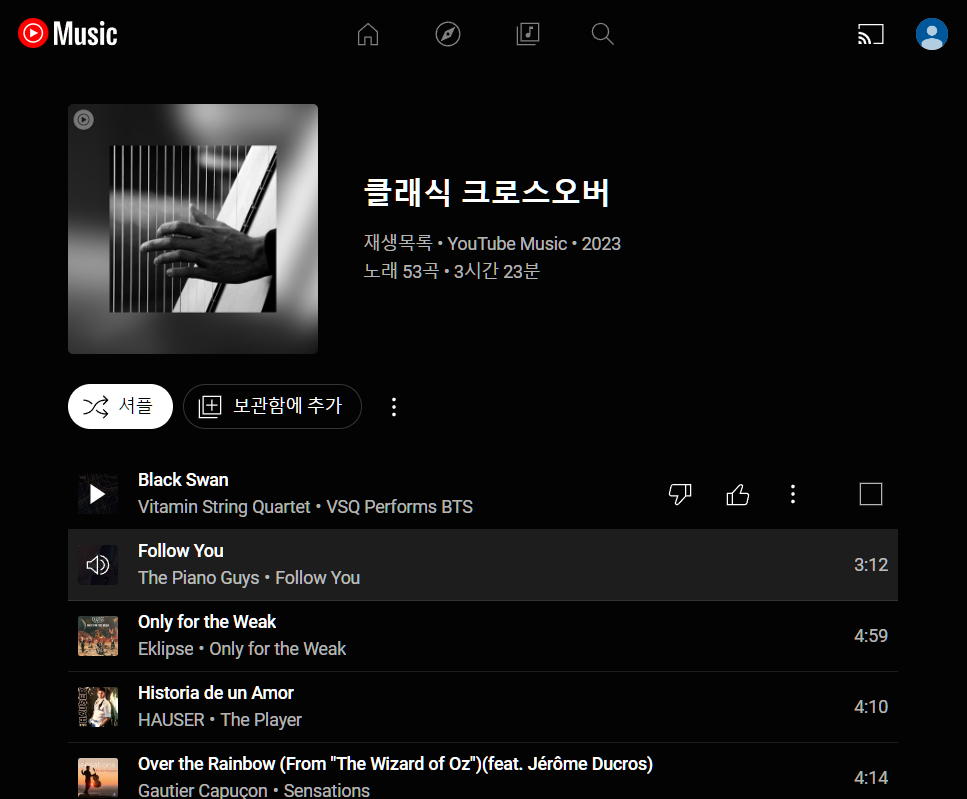 Music
클래식 크로스오버
재생목록 • YouTube Music • 2023
노래 53곡 • 3시간 23분
셔플
보관함에 추가
Black Swan
Vitamin String Quartet • VSQ Performs BTS
Follow You
The Piano Guys • Follow You
3:12
Only for the Weak
Eklipse • Only for the Weak
4:59
Historia de un Amor
HAUSER • The Player
4:10
Over the Rainbow (From "The Wizard of Oz")(feat. Jérôme Ducros)
Gautier Capuçon • Sensations
4:14